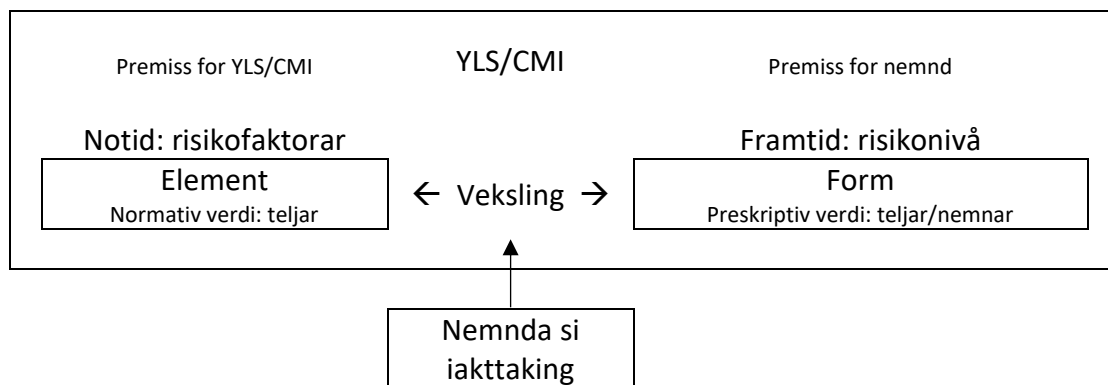 Premiss for YLS/CMI YLS/CMI Premiss for nemnd
Notid: risikofaktorar Framtid: risikonivå
Element ← Veksling → Form
Normativ verdi: teljar Preskriptiv verdi: teljar/nemnar
Nemnda si
iakttaking